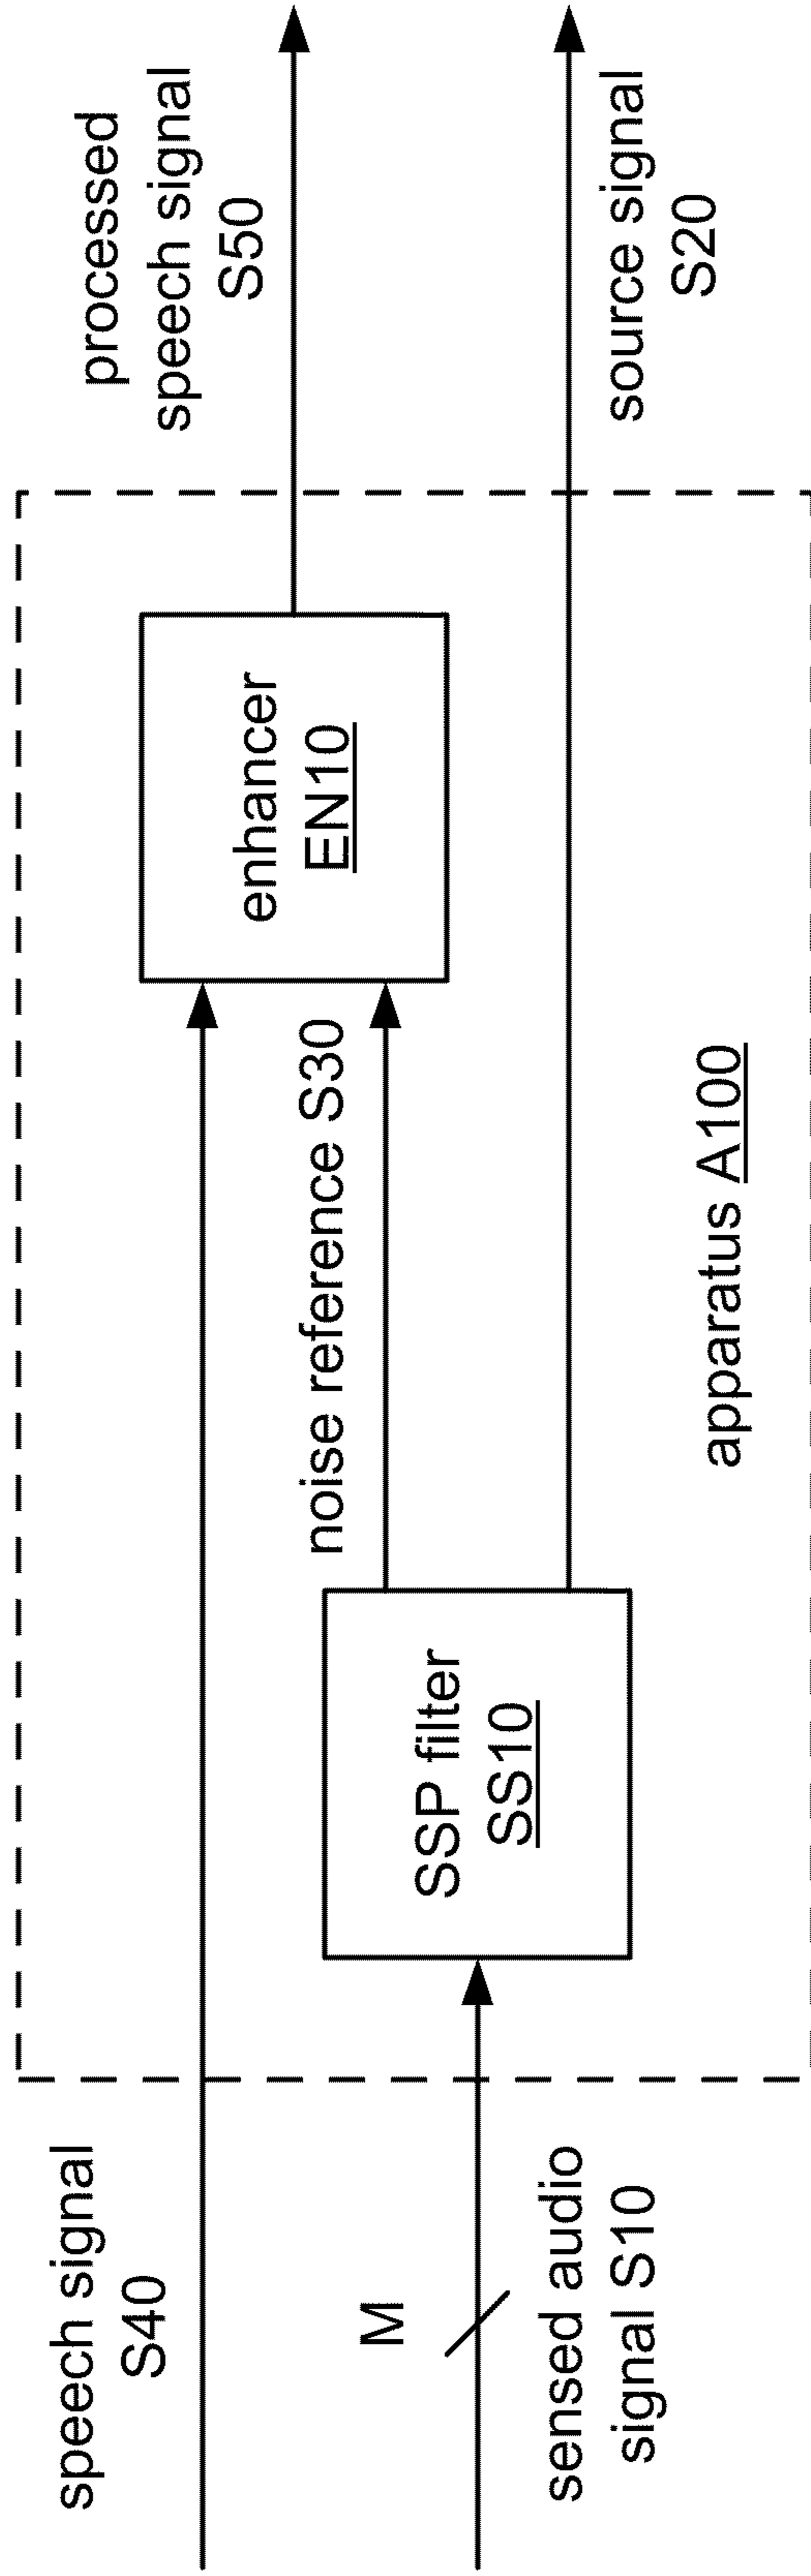 speech signal
S40
M
sensed audio
signal S10
SSP filter
SS10
noise reference S30
enhancer
EN10
apparatus A100
processed
speech signal
S50
source signal
S20